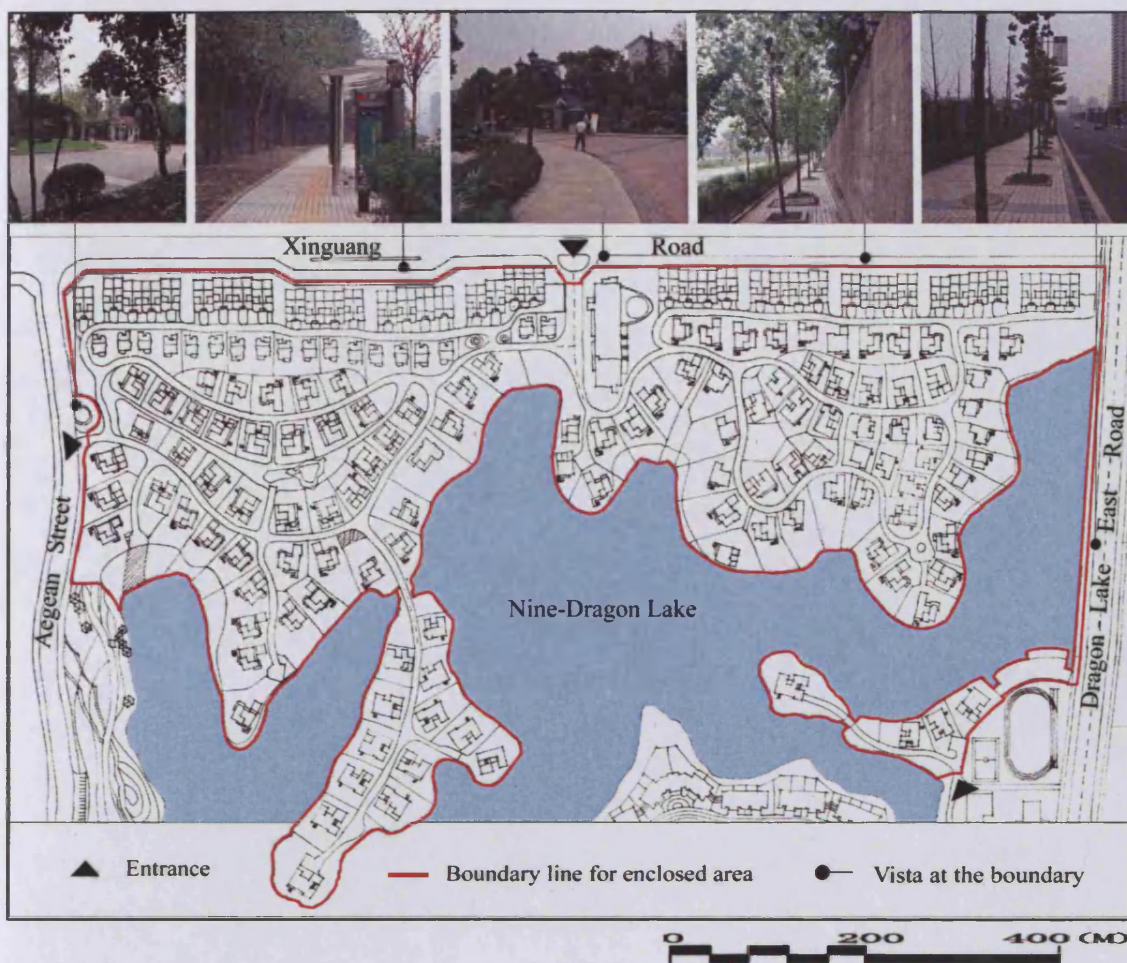 Xinguang Road
Aegean Street
Nine-Dragon Lake
Dragon - Lake East Road
Entrance
Boundary line for enclosed area
Vista at the boundary
0 200 400 (M)